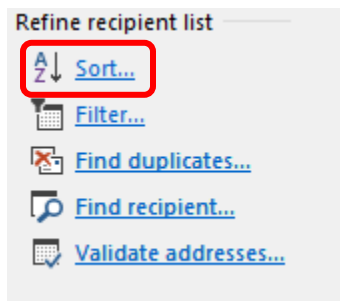 Refine recipient list
Sort...
Filter...
Find duplicates...
Find recipient...
Validate addresses...